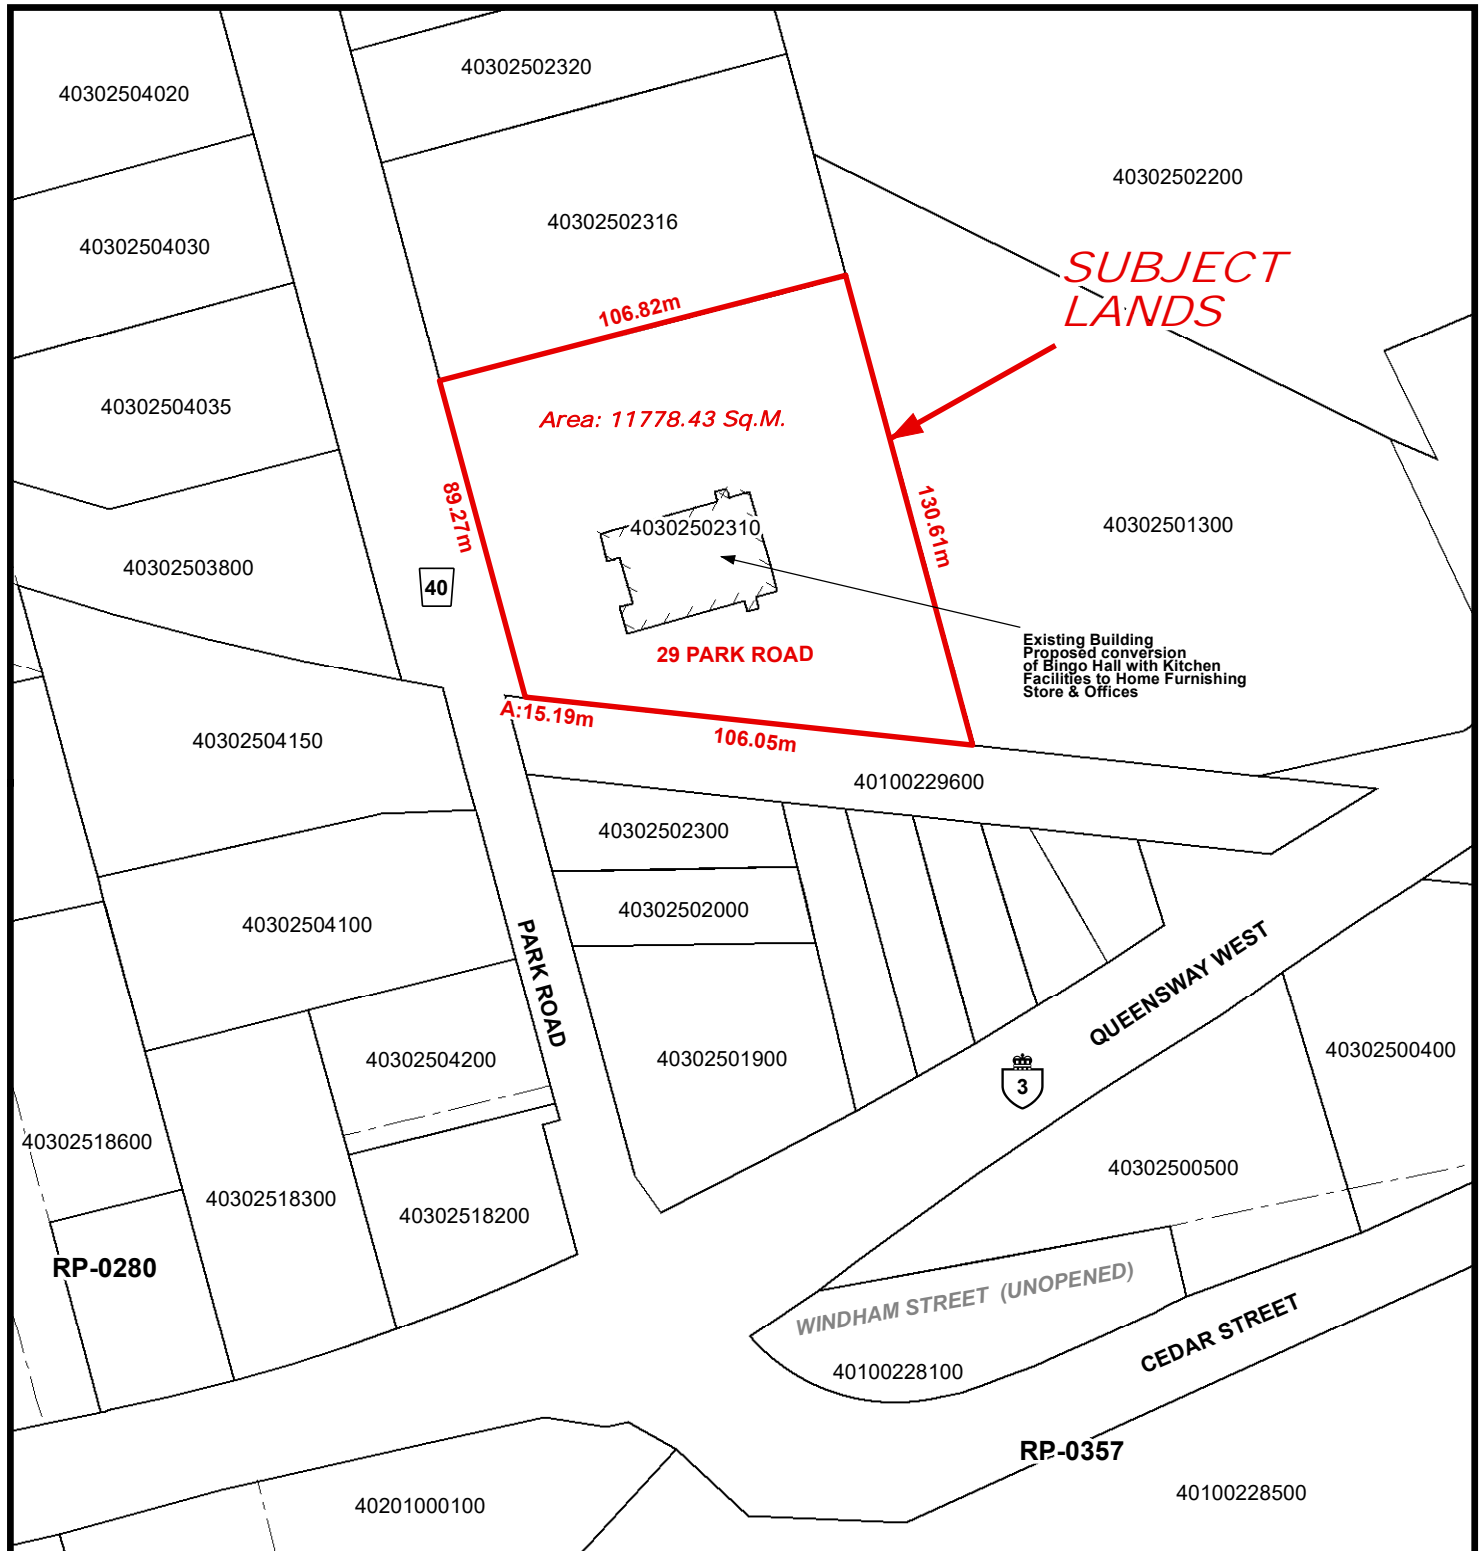 40302502320
40302504020
40302502200
40302502316
40302504030
SUBJECT
LANDS
106.82m
40302504035
Area: 11778.43 Sq.M.
89.27m
130.61m
40302502310
40302501300
40302503800
40
Existing Building
Proposed conversion
of Bingo Hall with Kitchen
Facilities to Home Furnishing
Store & Offices
29 PARK ROAD
A:15.19m
106.05m
40302504150
40100229600
40302502300
40302502000
40302504100
PARK ROAD
QUEENSWAY WEST
40302504200
40302501900
3
40302500400
40302518600
40302500500
40302518300
40302518200
RP-0280
WINDHAM STREET (UNOPENED)
CEDAR STREET
40100228100
RP-0357
40100228500
40201000100